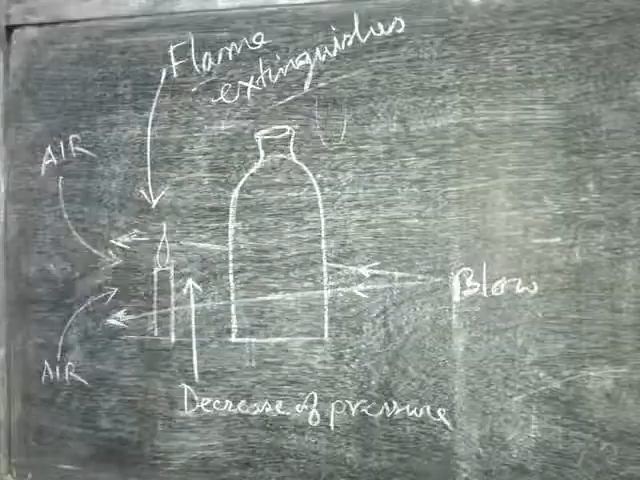 Flame
extinguishes
AIR
Blow
AIR
Decrease of pressure